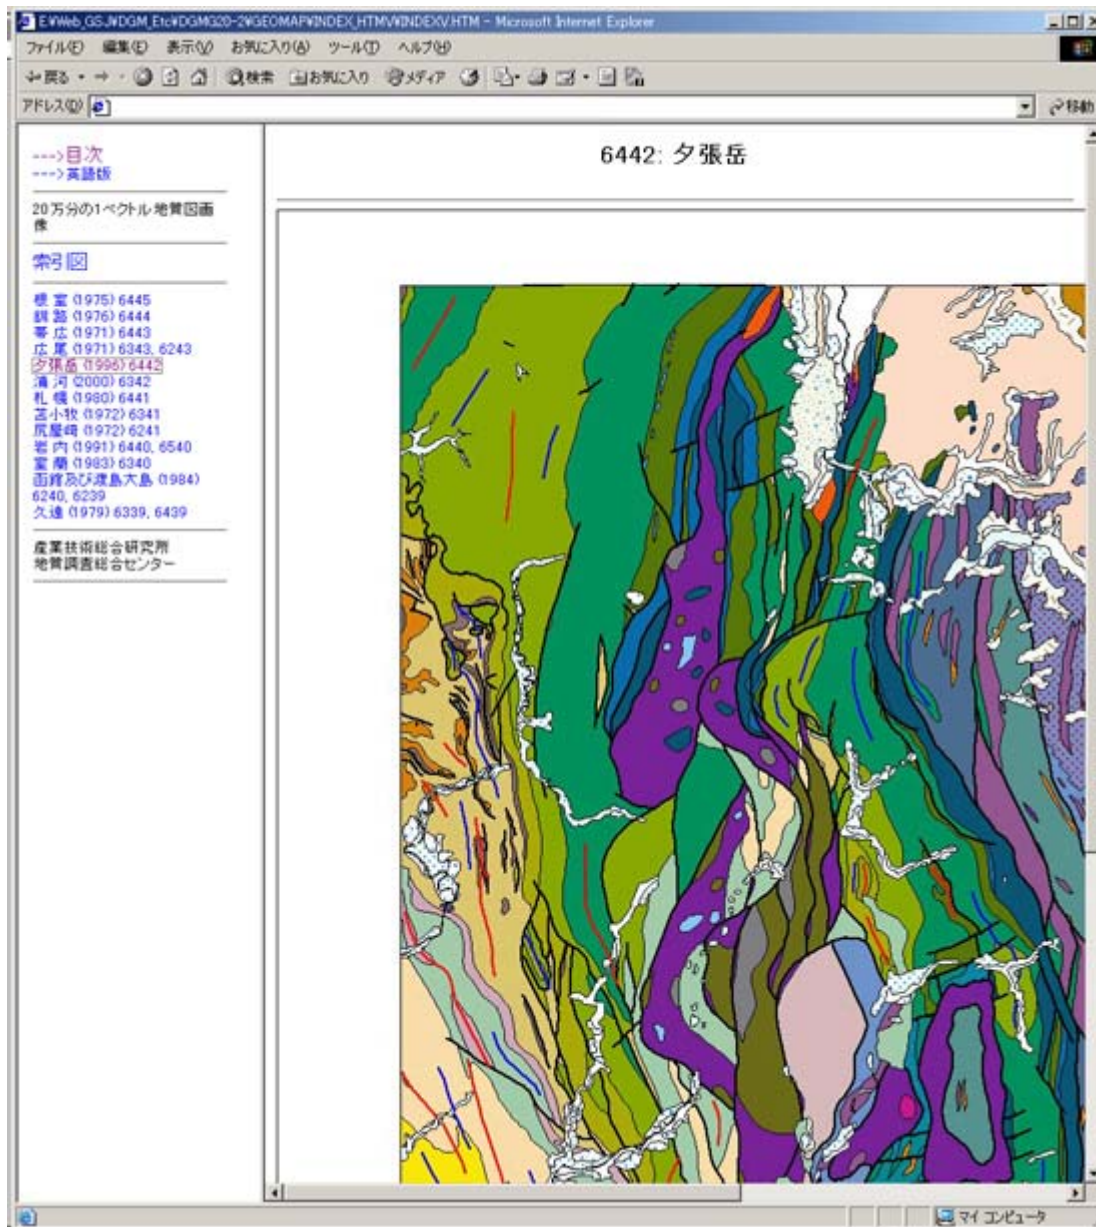 E:¥Web_GSJ¥DGM_Etc¥DGMG20-2¥GEOMAP¥INDEX_HTMV¥INDEXV.HTM - Microsoft Internet Explorer
ファイル(F) 編集(E) 表示(V) お気に入り(A) ツール(T) ヘルプ(H)
戻る 検索 お気に入り メディア
アドレス(D) 移動
--->目次
--->英語版
20万分の1ベクトル地質図画
像
索引図
根 室 (1975) 6445
釧 路 (1976) 6444
帯 広 (1971) 6443
広 尾 (1971) 6343, 6243
夕張岳 (1996) 6442
浦 河 (2000) 6342
札 幌 (1980) 6441
苫小牧 (1972) 6341
尻屋崎 (1972) 6241
岩 内 (1991) 6440, 6540
室 蘭 (1983) 6340
函館及び渡島大島 (1984)
6240, 6239
久遠 (1979) 6339, 6439
産業技術総合研究所
地質調査総合センター
6442: 夕張岳
マイ コンピュータ